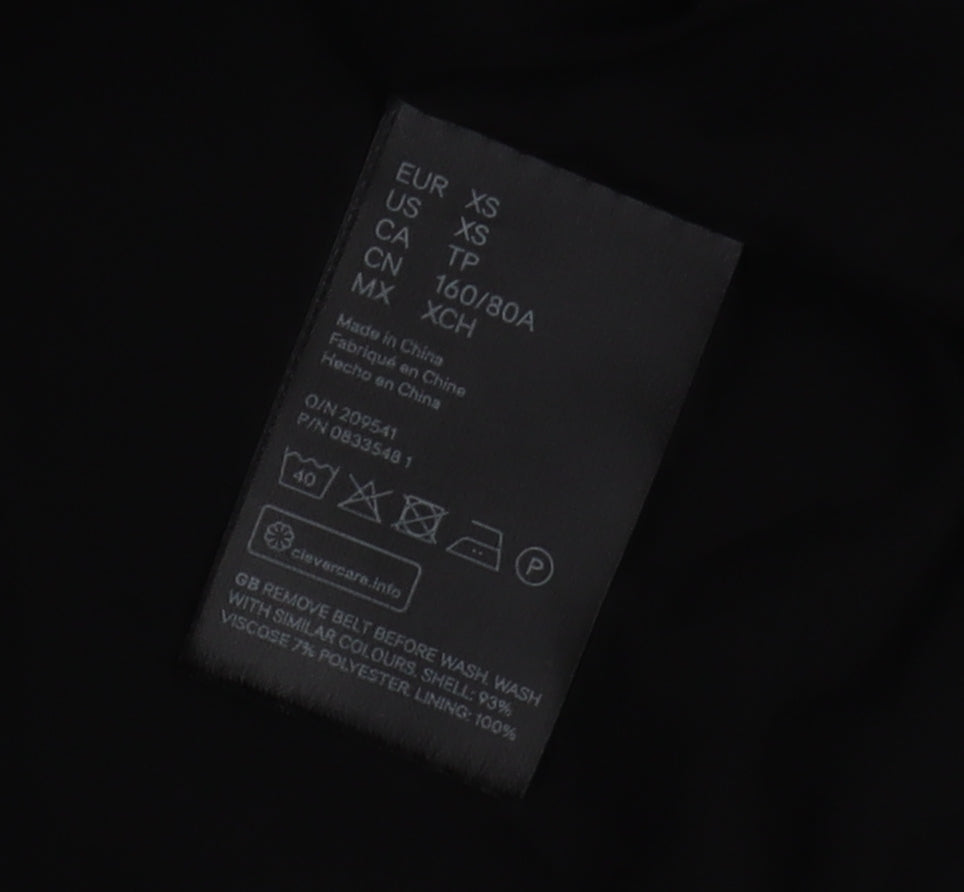 EUR XS
US XS
CA TP
CN 160/80A
MX XCH
Made in China
Fabriqué en Chine
Hecho en China
O/N 209541
P/N 0833548 1
40
P
clevercare.info
GB REMOVE BELT BEFORE WASH. WASH
WITH SIMILAR COLOURS. SHELL: 93%
VISCOSE 7% POLYESTER. LINING: 100%